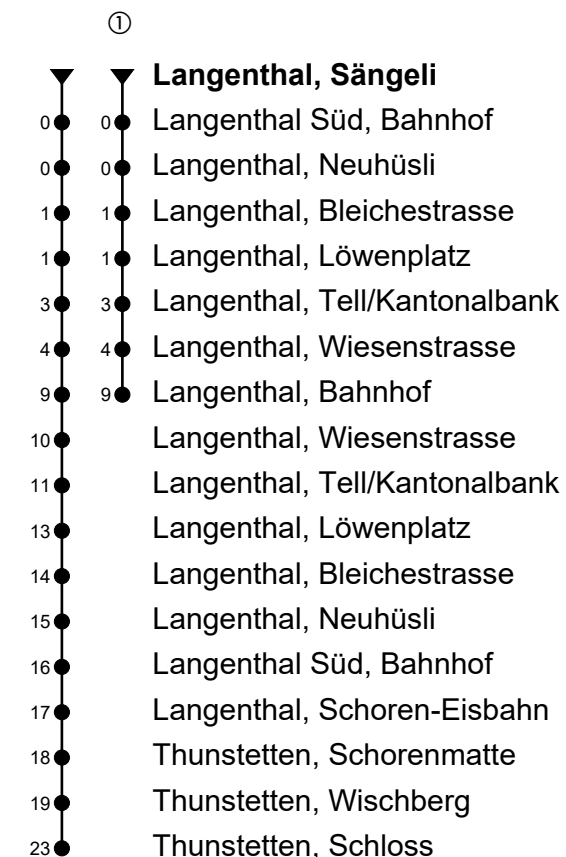 ①
Langenthal, Sängeli
0 0 Langenthal Süd, Bahnhof
0 0 Langenthal, Neuhüsli
1 1 Langenthal, Bleichestrasse
1 1 Langenthal, Löwenplatz
3 3 Langenthal, Tell/Kantonalbank
4 4 Langenthal, Wiesenstrasse
9 9 Langenthal, Bahnhof
10 Langenthal, Wiesenstrasse
11 Langenthal, Tell/Kantonalbank
13 Langenthal, Löwenplatz
14 Langenthal, Bleichestrasse
15 Langenthal, Neuhüsli
16 Langenthal Süd, Bahnhof
17 Langenthal, Schoren-Eisbahn
18 Thunstetten, Schorenmatte
19 Thunstetten, Wischberg
23 Thunstetten, Schloss